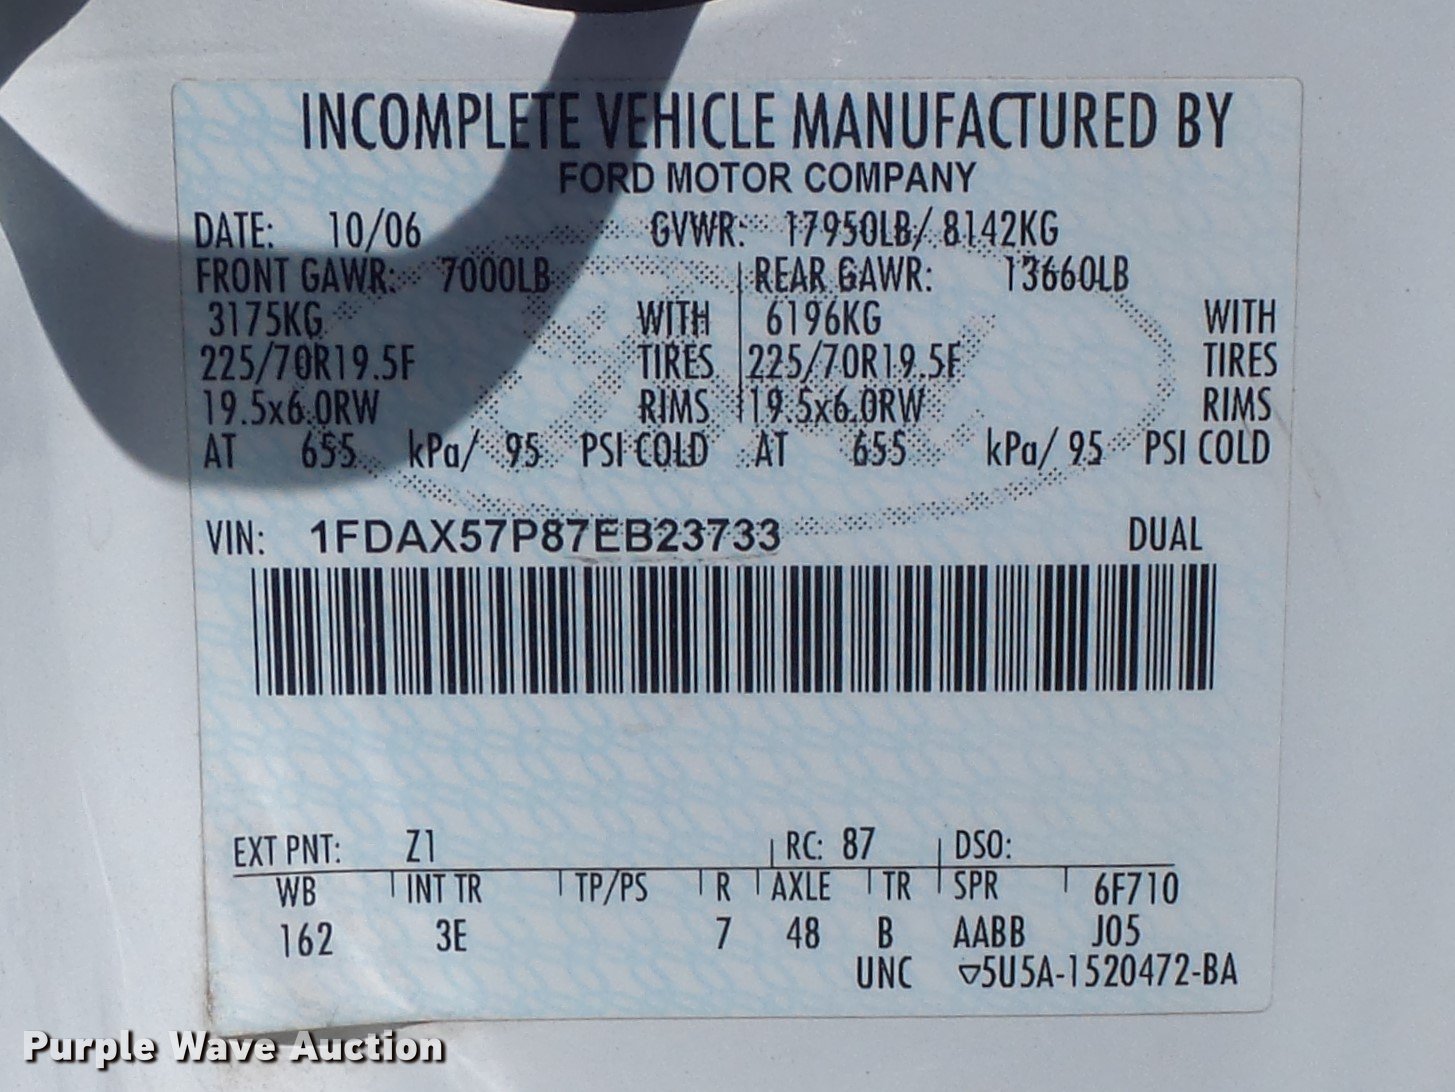 INCOMPLETE VEHICLE MANUFACTURED BY
FORD MOTOR COMPANY
DATE: 10/06 GVWR: 17950LB/ 8142KG
FRONT GAWR: 7000LB REAR GAWR: 13660LB
3175KG WITH 6196KG WITH
225/70R19.5F TIRES 225/70R19.5F TIRES
19.5x6.0RW RIMS 19.5x6.0RW RIMS
AT 655 kPa/ 95 PSI COLD AT 655 kPa/ 95 PSI COLD
VIN: 1FDAX57P87EB23733 DUAL
EXT PNT: Z1 RC: 87 DSO:
WB INT TR TP/PS R AXLE TR SPR 6F710
162 3E 7 48 B AABB J05
UNC ▽5U5A-1520472-BA
Purple Wave Auction